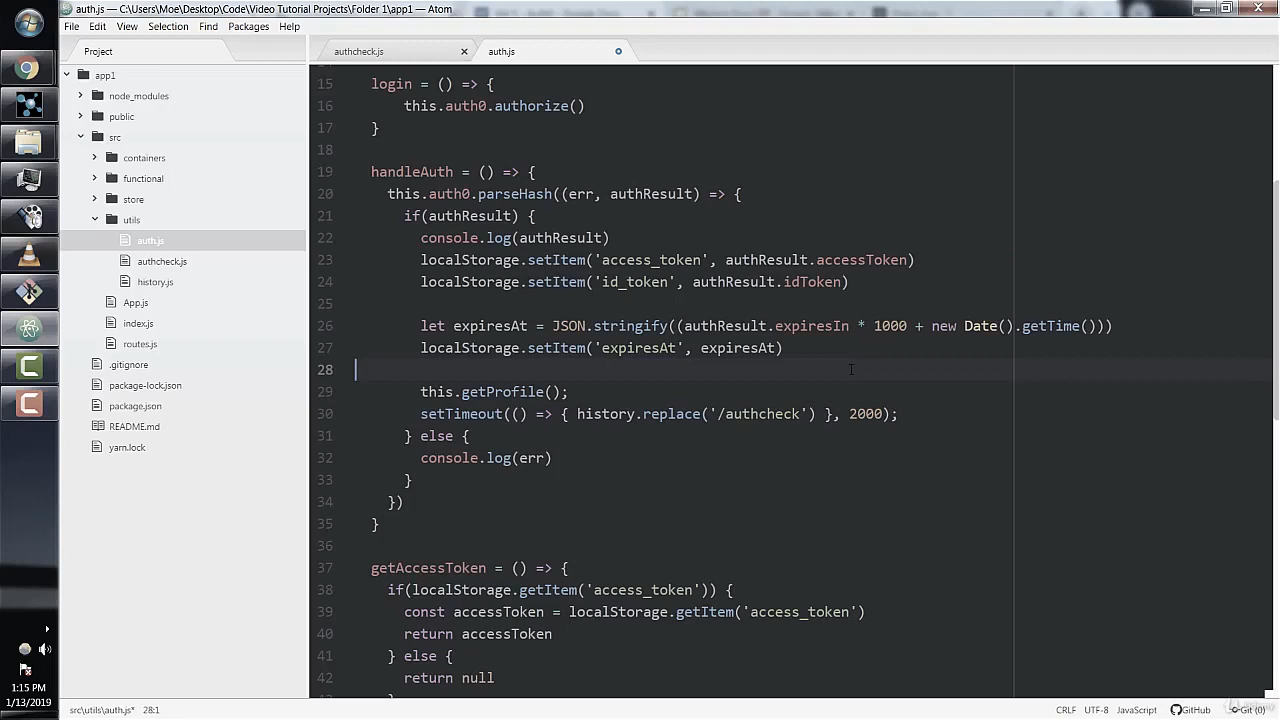 auth.js — C:\Users\Moe\Desktop\Code\Video Tutorial Projects\Folder 1\app1 — Atom
File Edit View Selection Find Packages Help
Project
authcheck.js
auth.js
app1
node_modules
public
src
containers
functional
store
utils
auth.js
authcheck.js
history.js
App.js
index.js
routes.js
.gitignore
package-lock.json
package.json
README.md
yarn.lock
15 login = () => {
16 this.auth0.authorize()
17 }
18
19 handleAuth = () => {
20 this.auth0.parseHash((err, authResult) => {
21 if(authResult) {
22 console.log(authResult)
23 localStorage.setItem('access_token', authResult.accessToken)
24 localStorage.setItem('id_token', authResult.idToken)
25
26 let expiresAt = JSON.stringify((authResult.expiresIn * 1000 + new Date().getTime()))
27 localStorage.setItem('expiresAt', expiresAt)
28
29 this.getProfile();
30 setTimeout(() => { history.replace('/authcheck') }, 2000);
31 } else {
32 console.log(err)
33 }
34 })
35 }
36
37 getAccessToken = () => {
38 if(localStorage.getItem('access_token')) {
39 const accessToken = localStorage.getItem('access_token')
40 return accessToken
41 } else {
42 return null
1:15 PM
1/13/2019
src\utils\auth.js* 28:1
CRLF UTF-8 JavaScript GitHub Git (0)